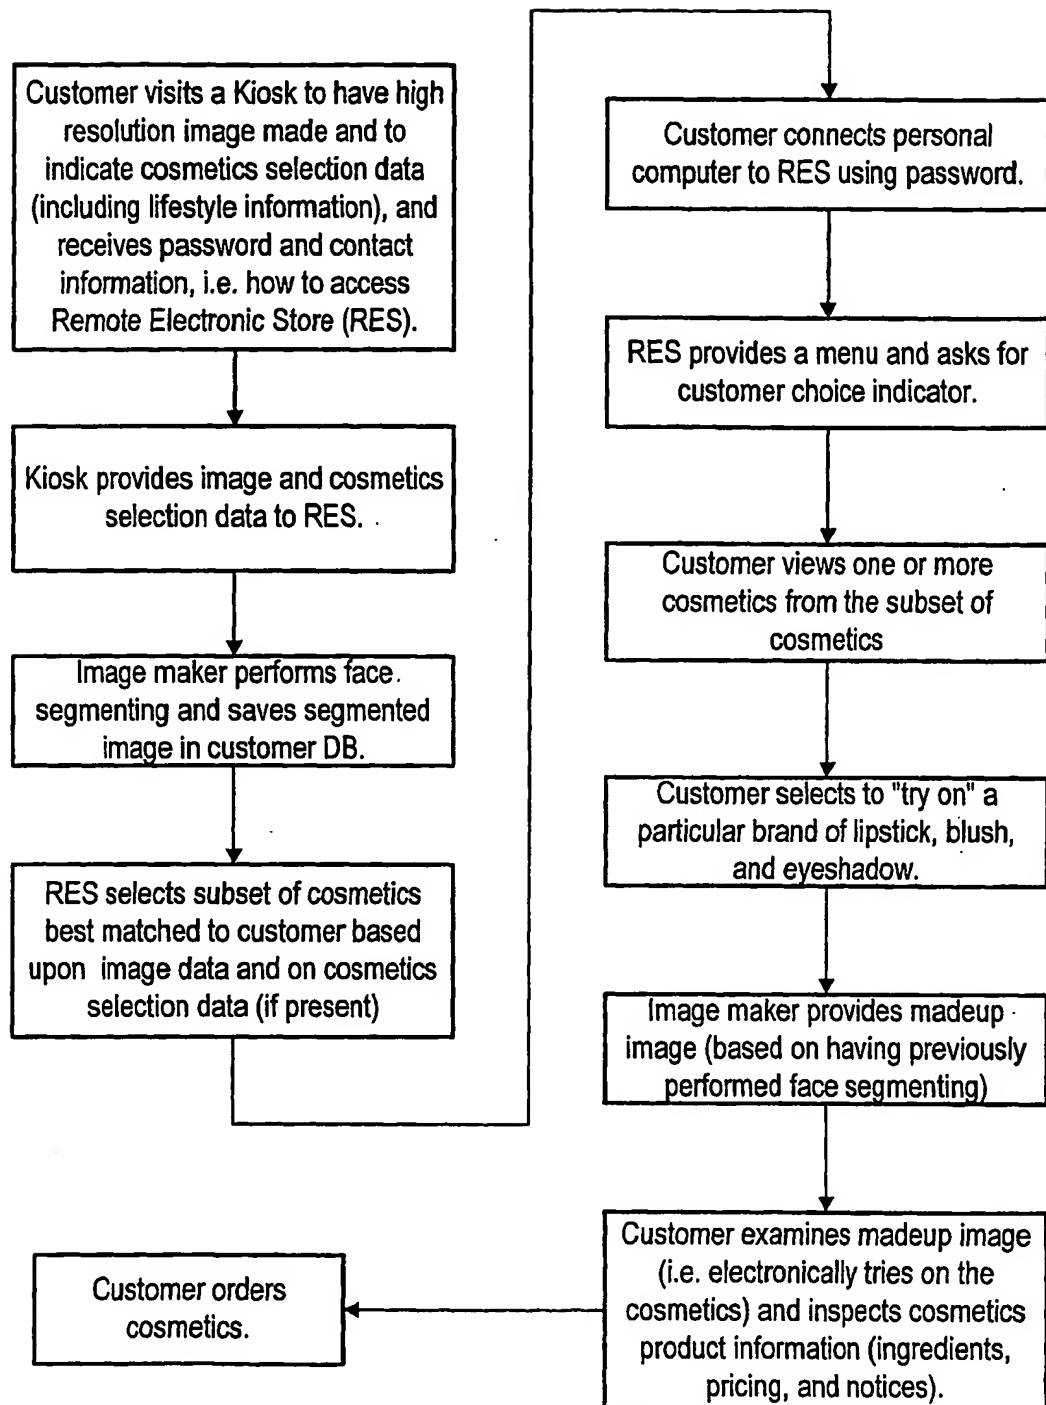 Customer visits a Kiosk to have high
resolution image made and to
indicate cosmetics selection data
(including lifestyle information), and
receives password and contact
information, i.e. how to access
Remote Electronic Store (RES).
Kiosk provides image and cosmetics
selection data to RES.
Image maker performs face
segmenting and saves segmented
image in customer DB.
RES selects subset of cosmetics
best matched to customer based
upon image data and on cosmetics
selection data (if present)
Customer connects personal
computer to RES using password.
RES provides a menu and asks for
customer choice indicator.
Customer views one or more
cosmetics from the subset of
cosmetics
Customer selects to "try on" a
particular brand of lipstick, blush,
and eyeshadow.
Image maker provides madeup
image (based on having previously
performed face segmenting)
Customer examines madeup image
(i.e. electronically tries on the
cosmetics) and inspects cosmetics
product information (ingredients,
pricing, and notices).
Customer orders
cosmetics.